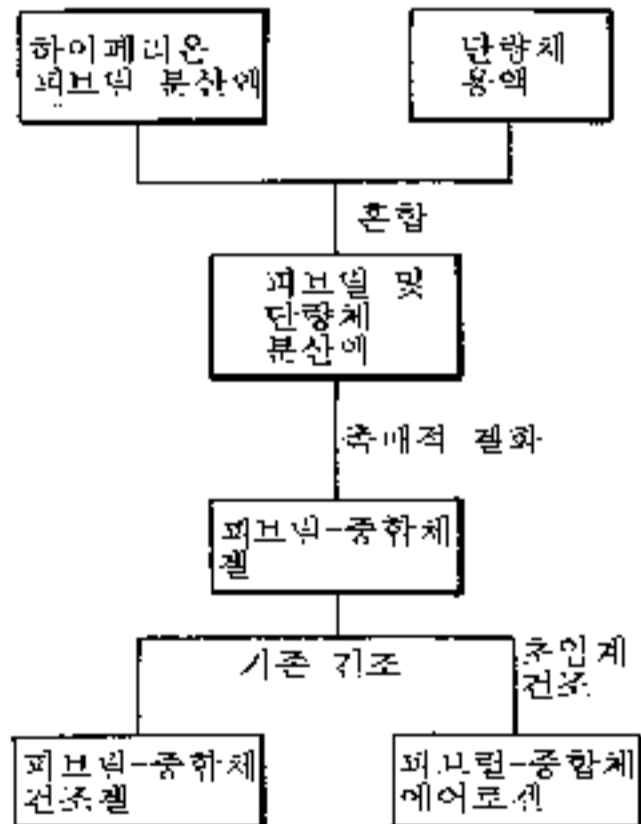 하이페리온
피브릴 분산액
단량체
용액
혼합
피브릴 및
단량체
분산액
촉매적 겔화
피브릴-중합체
겔
기존 건조
초임계
건조
피브릴-중합체
건조겔
피브릴-중합체
에어로겔